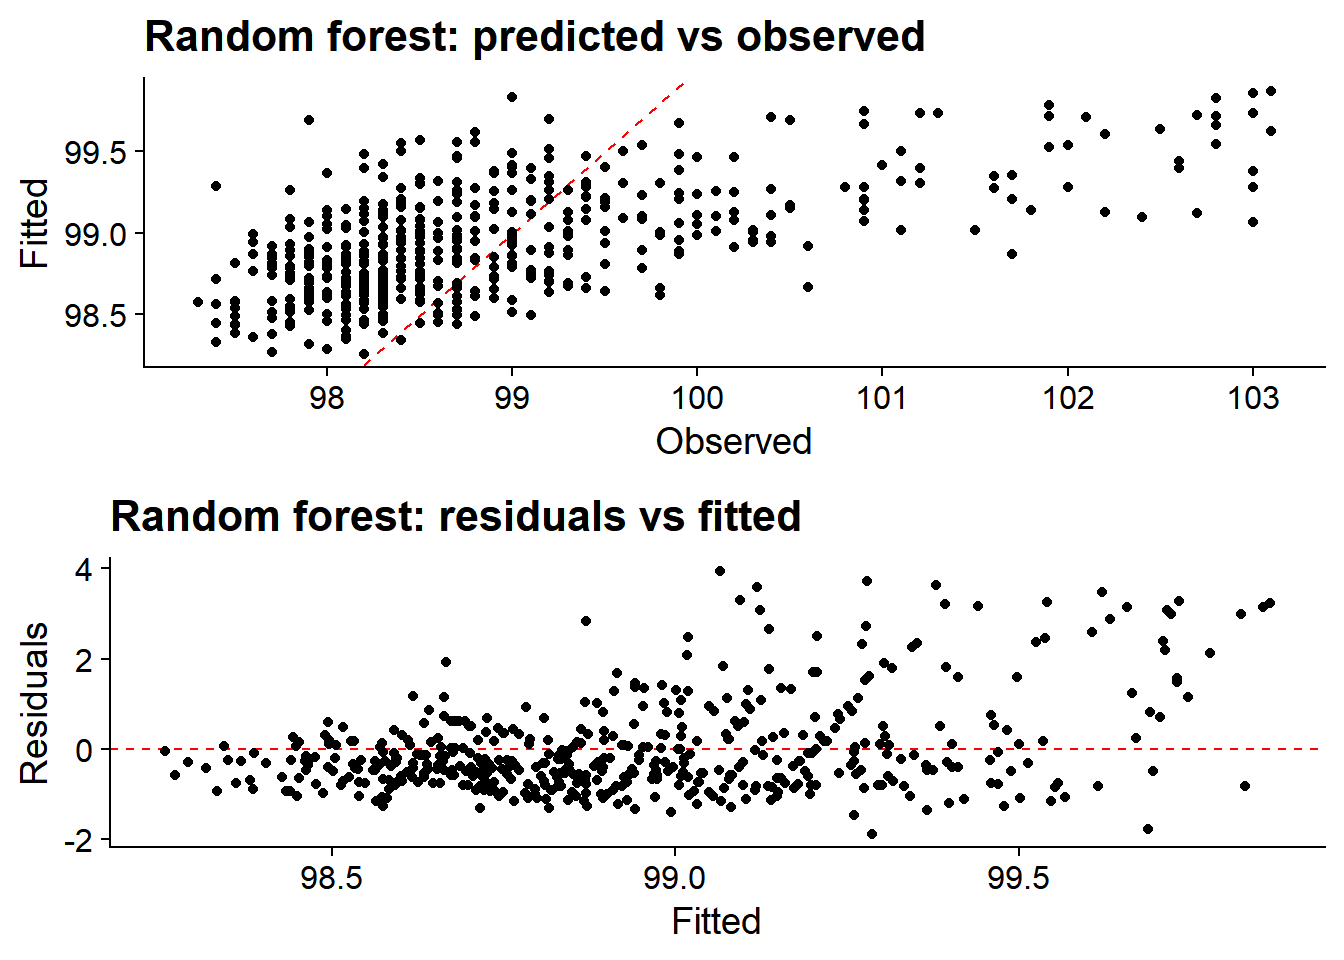 Random forest: predicted vs observed
Fitted
99.5
99.0
98.5
98 99 100 101 102 103
Observed
Random forest: residuals vs fitted
Residuals
4
2
0
-2
98.5 99.0 99.5
Fitted